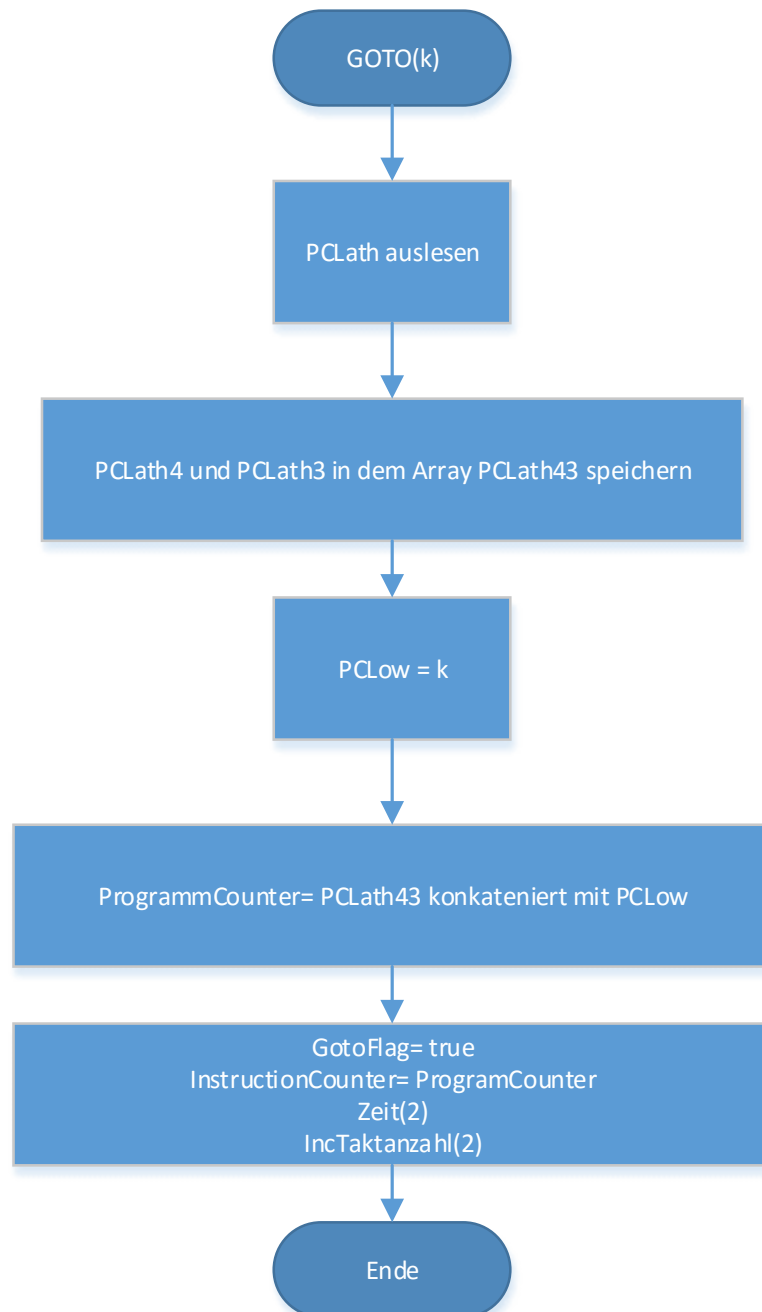 GOTO(k)
PCLath auslesen
PCLath4 und PCLath3 in dem Array PCLath43 speichern
PCLow = k
ProgrammCounter= PCLath43 konkateniert mit PCLow
GotoFlag= true
InstructionCounter= ProgramCounter
Zeit(2)
IncTaktanzahl(2)
Ende